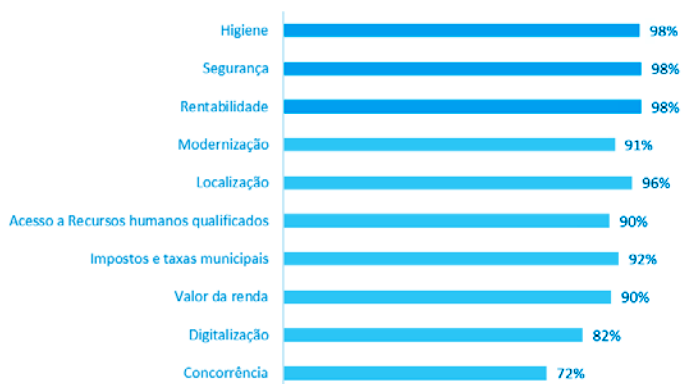 Higiene 98%
Segurança 98%
Rentabilidade 98%
Modernização 91%
Localização 96%
Acesso a Recursos humanos qualificados 90%
Impostos e taxas municipais 92%
Valor da renda 90%
Digitalização 82%
Concorrência 72%